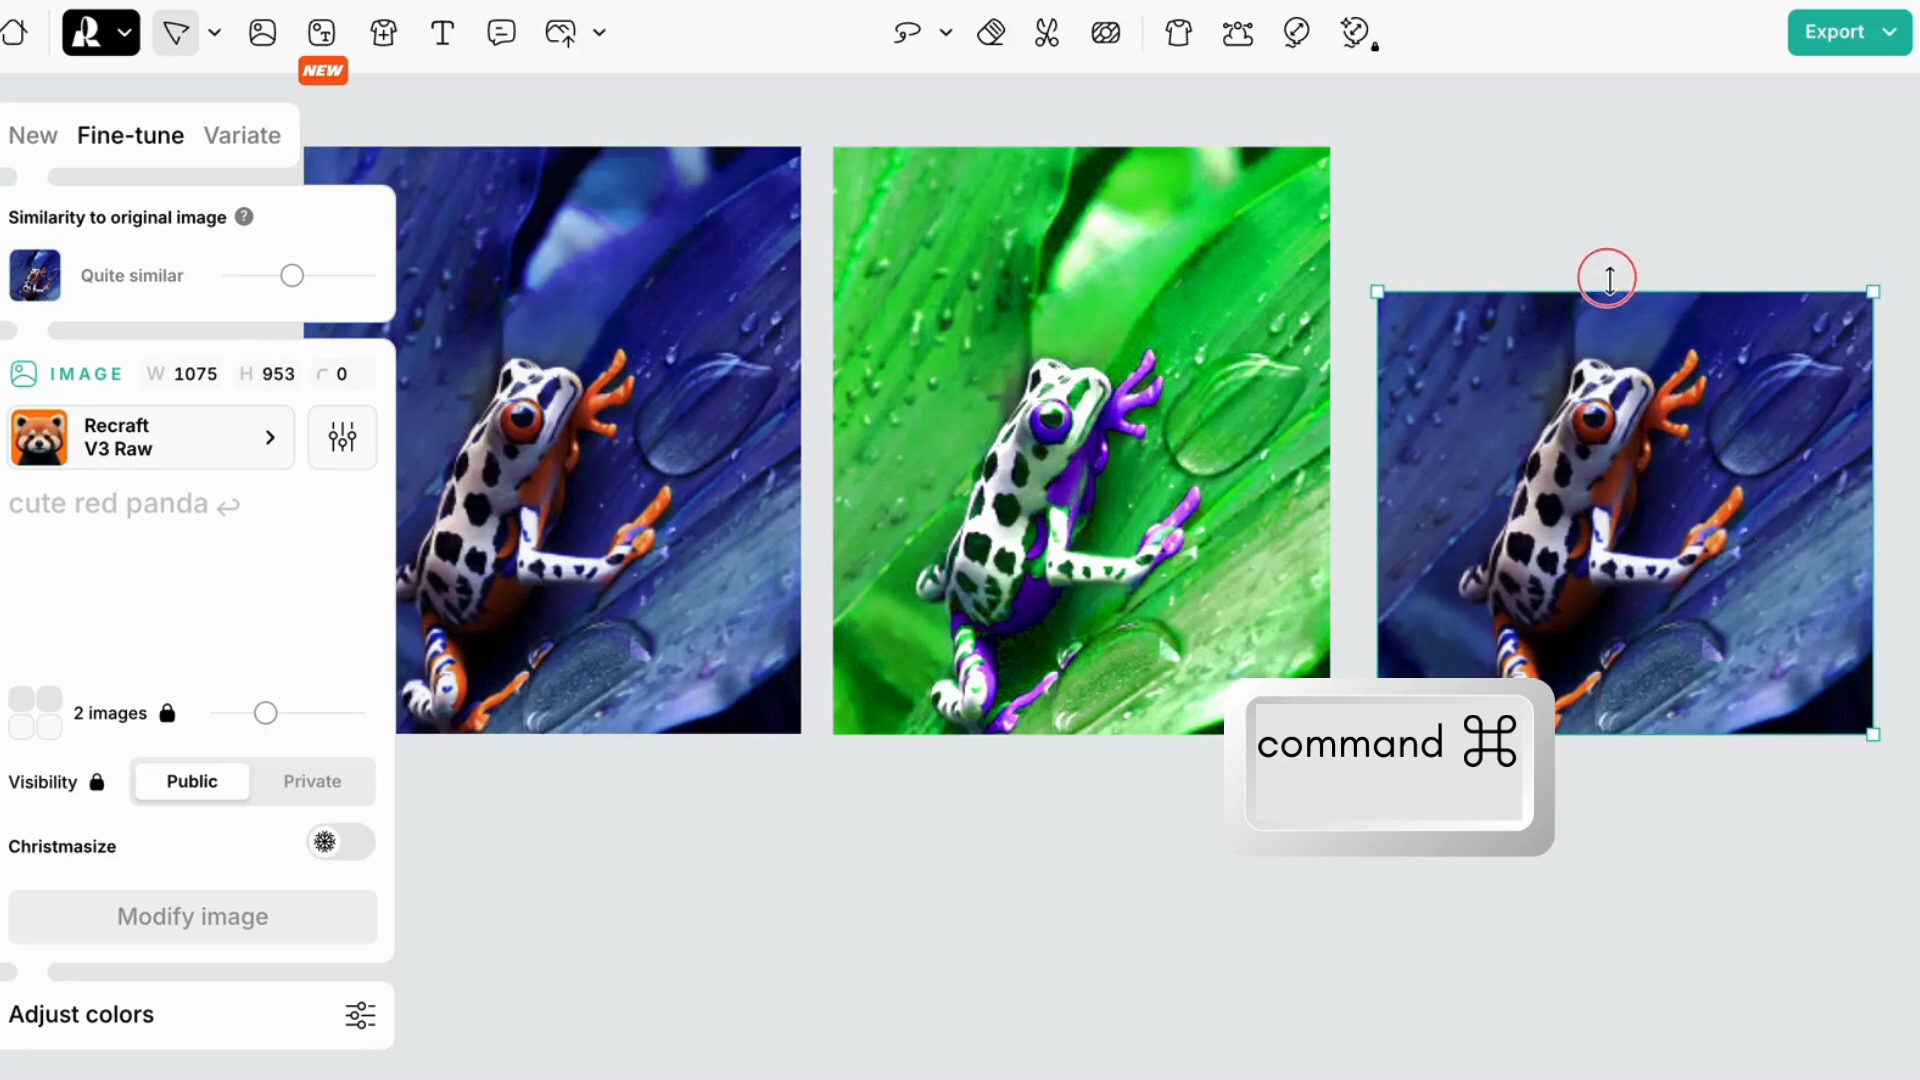 Export
NEW
New Fine-tune Variate
Similarity to original image ?
Quite similar
IMAGE W 1075 H 953 0
Recraft
V3 Raw
cute red panda
2 images
command ⌘
Visibility Public Private
Christmasize
Modify image
Adjust colors